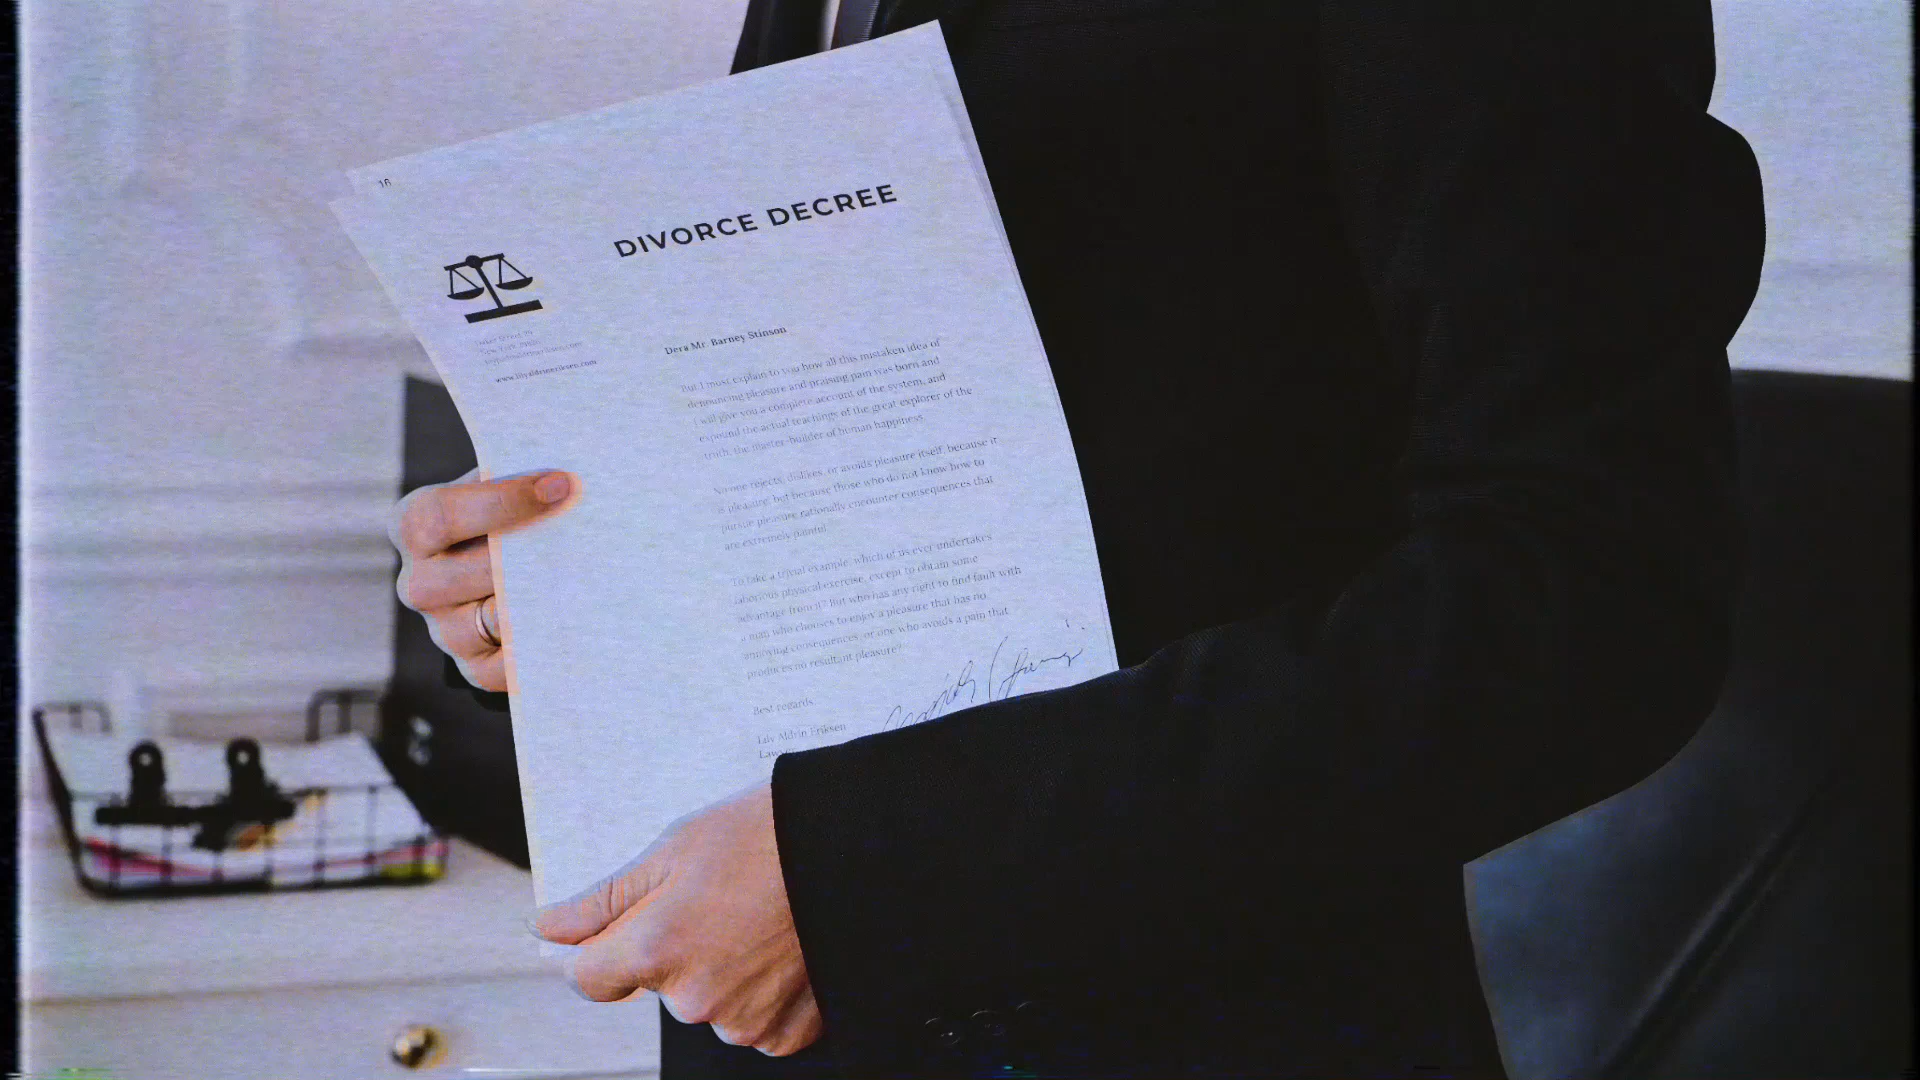 16
DIVORCE DECREE
New York
www.lilyaldrineriksen.com
Dera Mr. Barney Stinson
But I must explain to you how all this mistaken idea of
denouncing pleasure and praising pain was born and
I will give you a complete account of the system, and
expound the actual teachings of the great explorer of the
truth, the master-builder of human happiness.
No one rejects, dislikes, or avoids pleasure itself, because it
is pleasure, but because those who do not know how to
pursue pleasure rationally encounter consequences that
are extremely painful.
To take a trivial example, which of us ever undertakes
laborious physical exercise, except to obtain some
advantage from it? But who has any right to find fault with
a man who chooses to enjoy a pleasure that has no
annoying consequences, or one who avoids a pain that
produces no resultant pleasure?
Best regards,
Lily Aldrin Eriksen
Lawyer